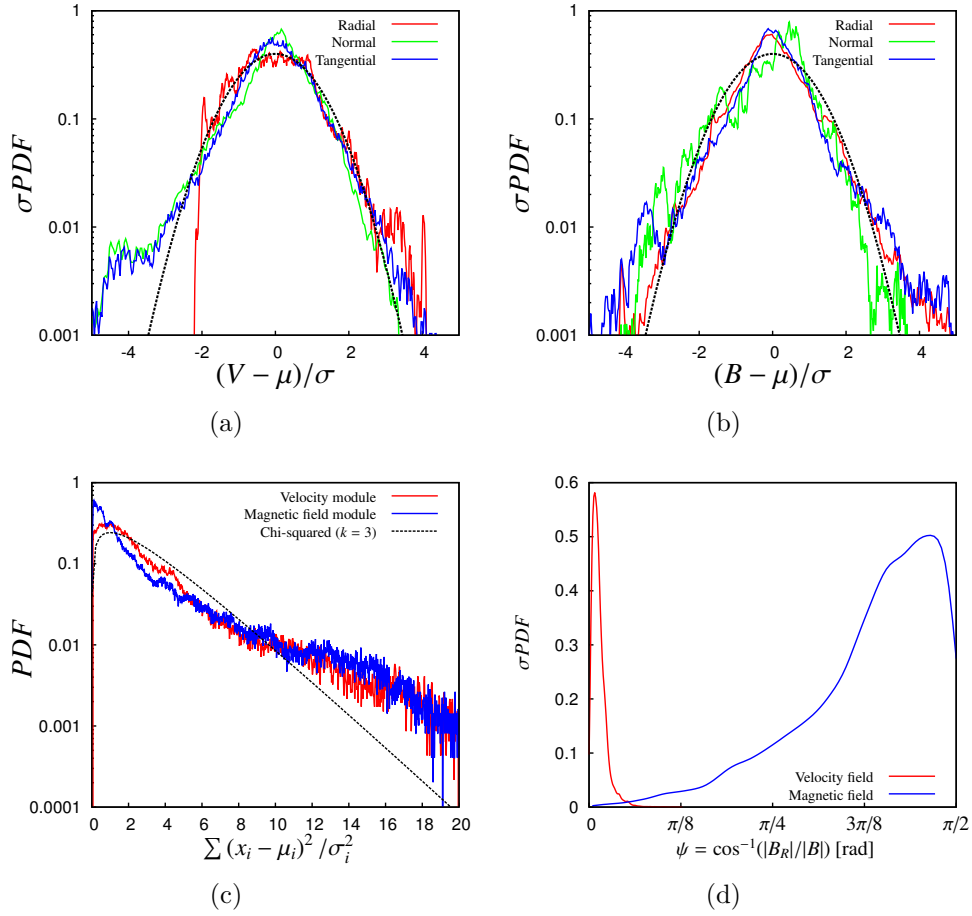 1
0.1
0.01
0.001
σPDF
-4
-2
0
2
4
(V − μ)/σ
Radial
Normal
Tangential
(a)
1
0.1
0.01
0.001
σPDF
-4
-2
0
2
4
(B − μ)/σ
Radial
Normal
Tangential
(b)
1
0.1
0.01
0.001
0.0001
PDF
0
2
4
6
8
10
12
14
16
18
20
∑ (xᵢ − μᵢ)² /σᵢ²
Velocity module
Magnetic field module
Chi-squared (k = 3)
(c)
0.6
0.5
0.4
0.3
0.2
0.1
0
σPDF
0
π/8
π/4
3π/8
π/2
ψ = cos⁻¹(|B_R|/|B|) [rad]
Velocity field
Magnetic field
(d)